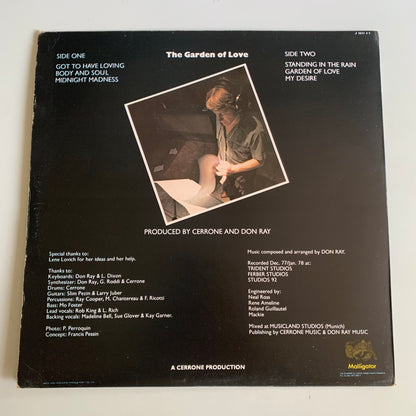 SIDE ONE
GOT TO HAVE LOVING
BODY AND SOUL
MIDNIGHT MADNESS
The Garden of Love
SIDE TWO
STANDING IN THE RAIN
GARDEN OF LOVE
MY DESIRE
PRODUCED BY CERRONE AND DON RAY
Special thanks to:
Lene Lovich for her ideas and her help.
Thanks to:
Keyboards: Don Ray & L. Dixon
Synthesizer: Don Ray, G. Roddi & Cerrone
Drums: Cerrone
Guitars: Slim Pezin & Larry Juber
Percussions: Ray Cooper, M. Chantereau & F. Ricotti
Bass: Mo Foster
Lead vocals: Rob King & L. Rich
Backing vocals: Madeline Bell, Sue Glover & Kay Garner.
Photo: P. Perroquin
Concept: Francis Pessin
Music composed and arranged by DON RAY.
Recorded Dec. 77/Jan. 78 at:
TRIDENT STUDIOS
FERBER STUDIOS
STUDIOS 92
Engineered by:
Neal Ross
Rene Ameline
Roland Guillautel
Mackie
Mixed at MUSICLAND STUDIOS (Munich)
Publishing by CERRONE MUSIC & DON RAY MUSIC
A CERRONE PRODUCTION
Malligator